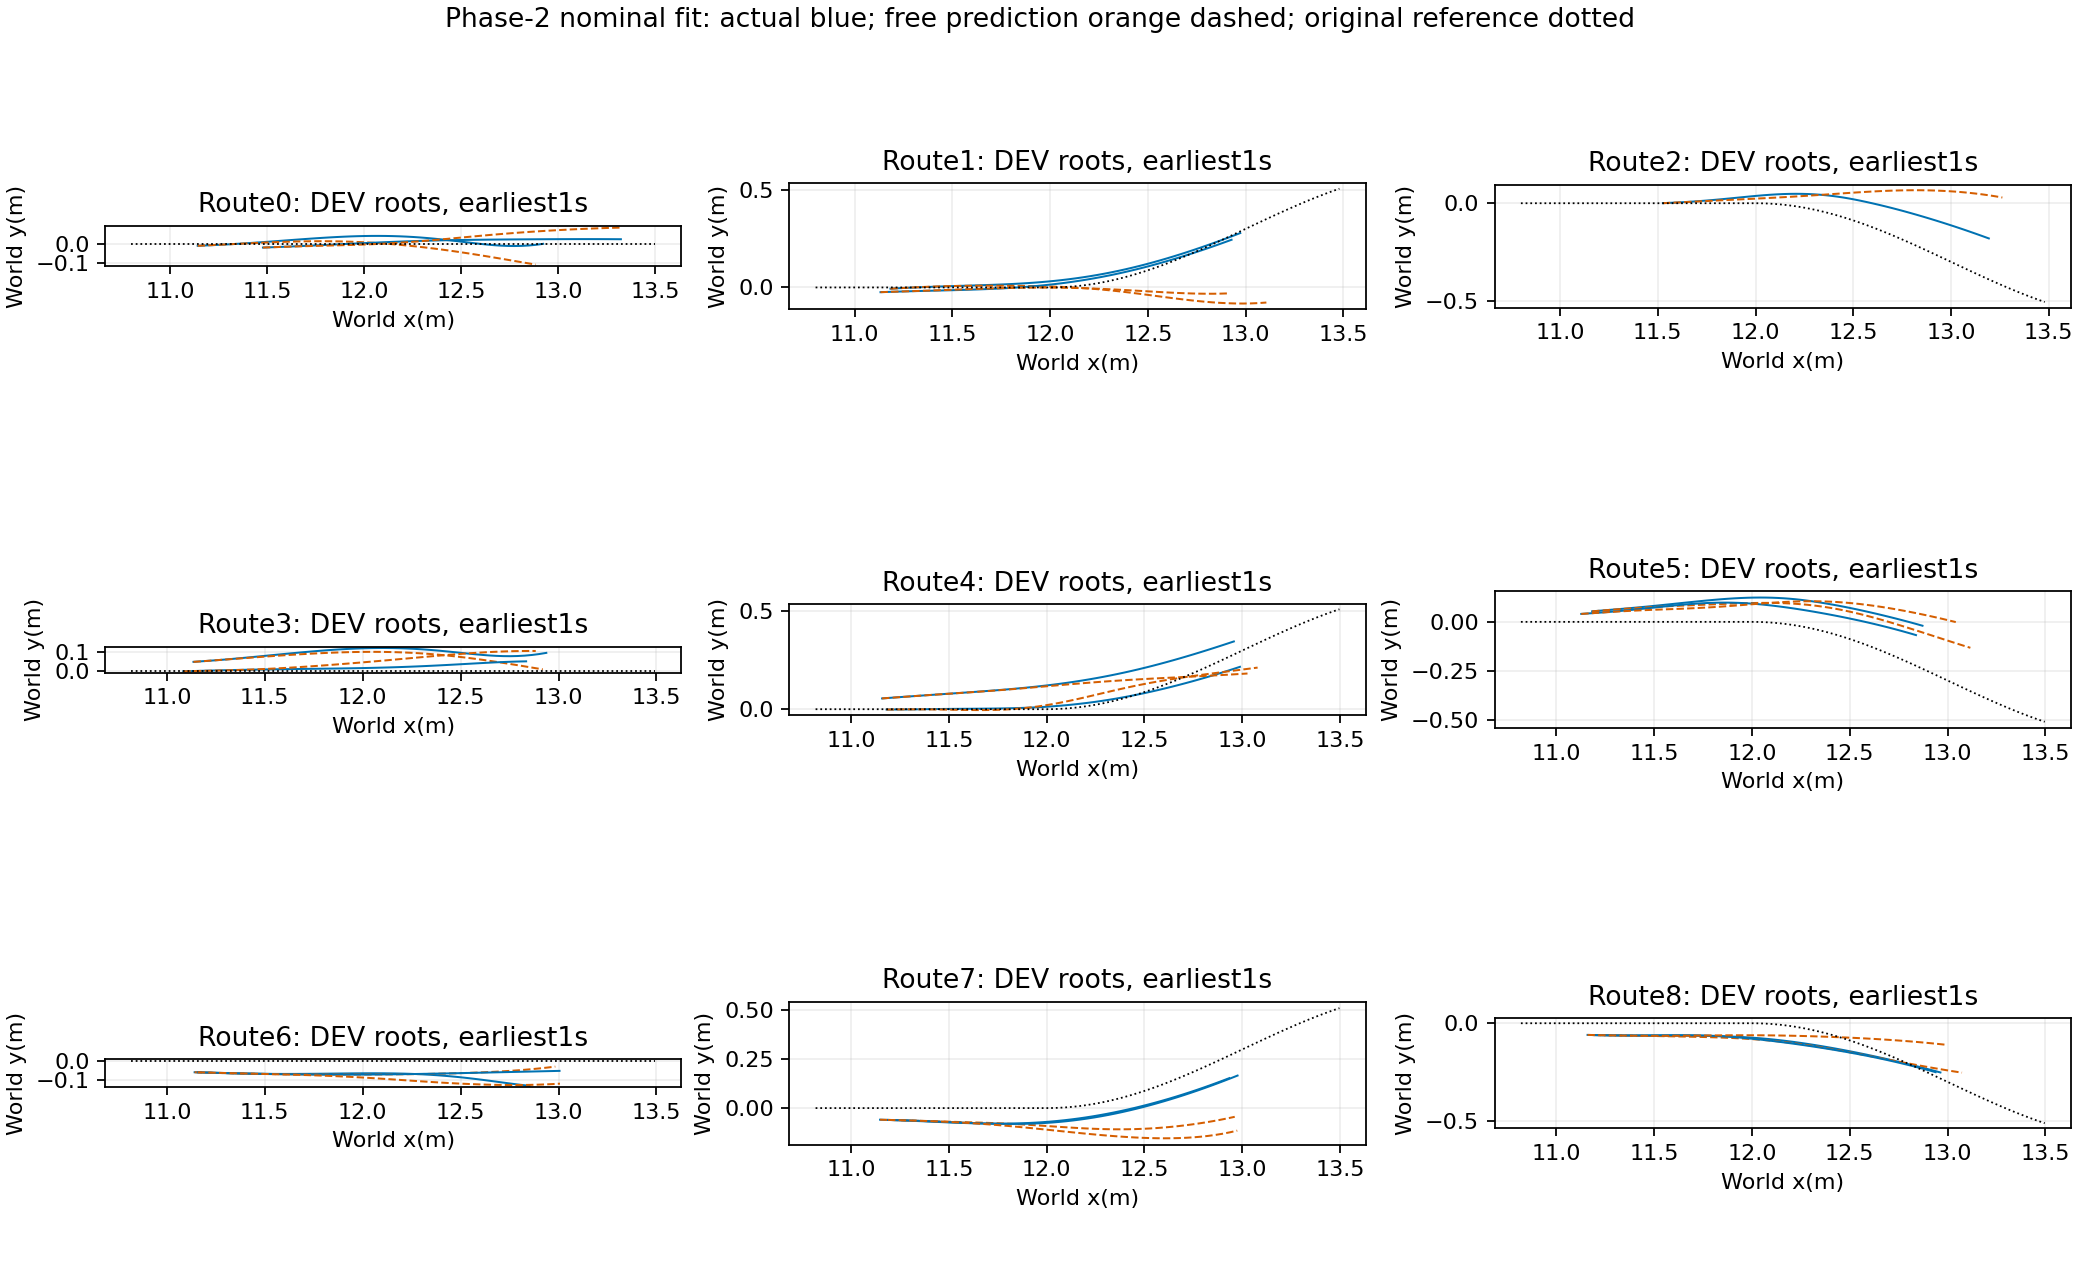 Phase-2 nominal fit: actual blue; free prediction orange dashed; original reference dotted
Route0: DEV roots, earliest1s
World y(m)
0.0
−0.1
11.0 11.5 12.0 12.5 13.0 13.5
World x(m)
Route1: DEV roots, earliest1s
World y(m)
0.5
0.0
11.0 11.5 12.0 12.5 13.0 13.5
World x(m)
Route2: DEV roots, earliest1s
World y(m)
0.0
−0.5
11.0 11.5 12.0 12.5 13.0 13.5
World x(m)
Route3: DEV roots, earliest1s
World y(m)
0.1
0.0
11.0 11.5 12.0 12.5 13.0 13.5
World x(m)
Route4: DEV roots, earliest1s
World y(m)
0.5
0.0
11.0 11.5 12.0 12.5 13.0 13.5
World x(m)
Route5: DEV roots, earliest1s
World y(m)
0.00
−0.25
−0.50
11.0 11.5 12.0 12.5 13.0 13.5
World x(m)
Route6: DEV roots, earliest1s
World y(m)
0.0
−0.1
11.0 11.5 12.0 12.5 13.0 13.5
World x(m)
Route7: DEV roots, earliest1s
World y(m)
0.50
0.25
0.00
11.0 11.5 12.0 12.5 13.0 13.5
World x(m)
Route8: DEV roots, earliest1s
World y(m)
0.0
−0.5
11.0 11.5 12.0 12.5 13.0 13.5
World x(m)